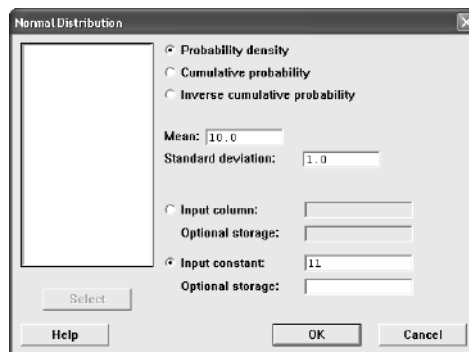 Normal Distribution
Probability density
Cumulative probability
Inverse cumulative probability
Mean: 10.0
Standard deviation: 1.0
Input column:
Optional storage:
Input constant: 11
Optional storage:
Select
Help OK Cancel